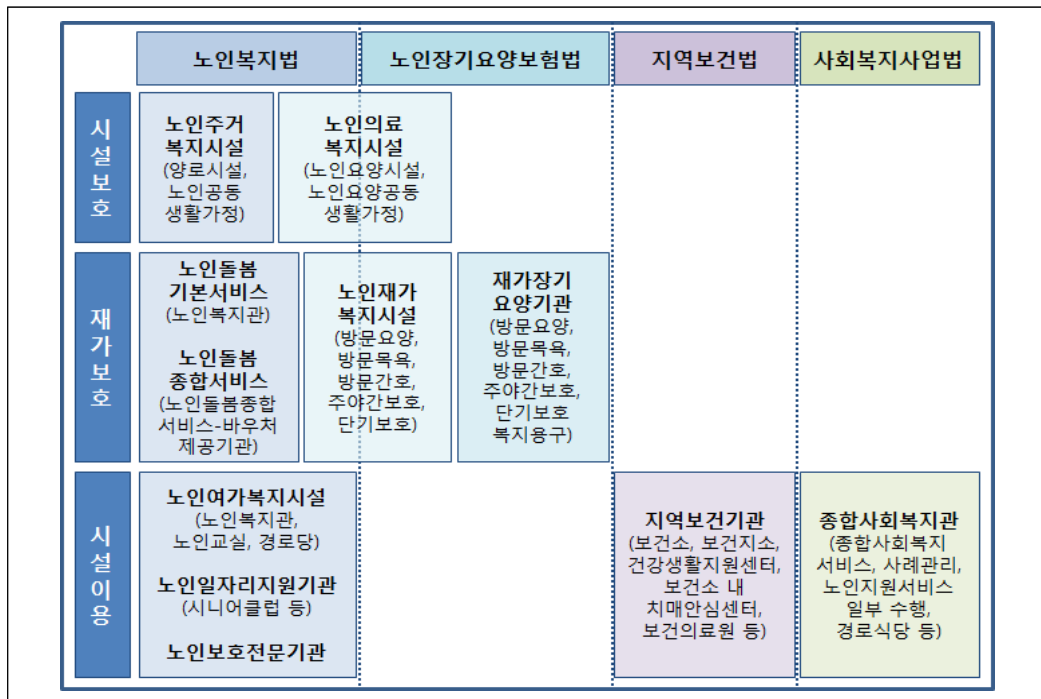 노인복지법
노인장기요양보험법
지역보건법
사회복지사업법
시설보호
노인주거
복지시설
(양로시설,
노인공동
생활가정)
노인의료
복지시설
(노인요양시설,
노인요양공동
생활가정)
재가보호
노인돌봄
기본서비스
(노인복지관)
노인돌봄
종합서비스
(노인돌봄종합
서비스-바우처
제공기관)
노인재가
복지시설
(방문요양,
방문목욕,
방문간호,
주야간보호,
단기보호)
재가장기
요양기관
(방문요양,
방문목욕,
방문간호,
주야간보호,
단기보호
복지용구)
시설이용
노인여가복지시설
(노인복지관,
노인교실, 경로당)
노인일자리지원기관
(시니어클럽 등)
노인보호전문기관
지역보건기관
(보건소, 보건지소,
건강생활지원센터,
보건소 내
치매안심센터,
보건의료원 등)
종합사회복지관
(종합사회복지
서비스, 사례관리,
노인지원서비스
일부 수행,
경로식당 등)